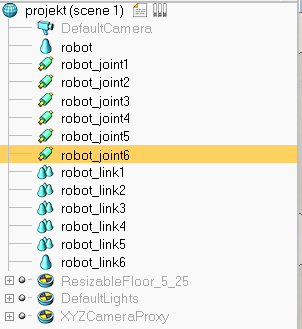 projekt (scene 1)
DefaultCamera
robot
robot_joint1
robot_joint2
robot_joint3
robot_joint4
robot_joint5
robot_joint6
robot_link1
robot_link2
robot_link3
robot_link4
robot_link5
robot_link6
ResizableFloor_5_25
DefaultLights
XYZCameraProxy